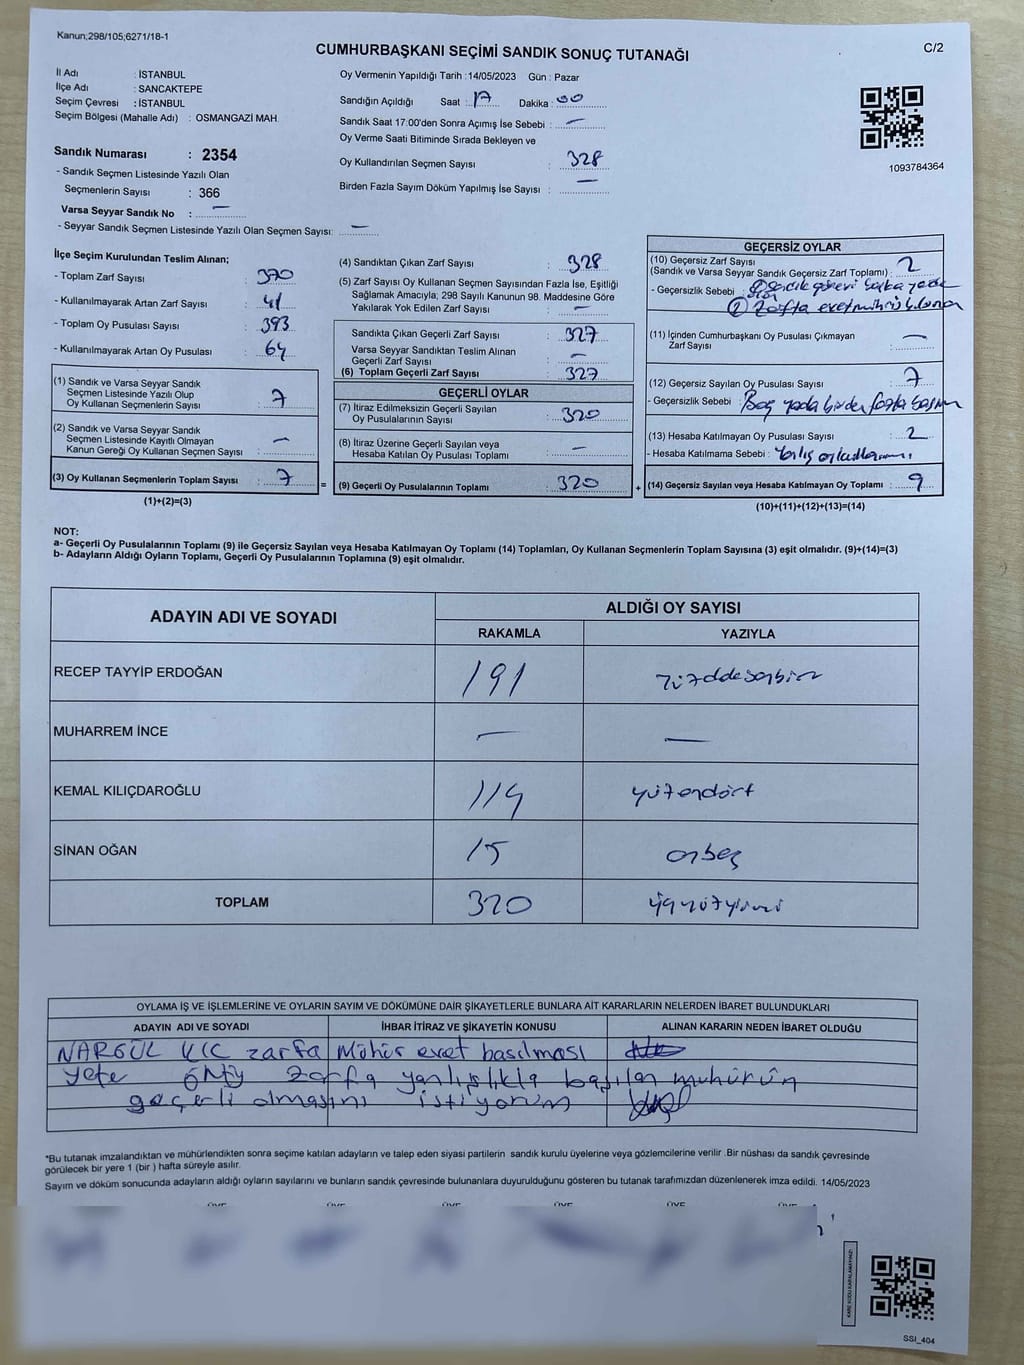 Kanun;298/105;6271/18-1
CUMHURBAŞKANI SEÇİMİ SANDIK SONUÇ TUTANAĞI
C/2
İl Adı : İSTANBUL
İlçe Adı : SANCAKTEPE
Seçim Çevresi : İSTANBUL
Seçim Bölgesi (Mahalle Adı) : OSMANGAZİ MAH.
Sandık Numarası : 2354
- Sandık Seçmen Listesinde Yazılı Olan
Seçmenlerin Sayısı : 366
Varsa Seyyar Sandık No : —
- Seyyar Sandık Seçmen Listesinde Yazılı Olan Seçmen Sayısı: —
Oy Vermenin Yapıldığı Tarih :14/05/2023 Gün : Pazar
Sandığın Açıldığı Saat : 17 Dakika : 00
Sandık Saat 17:00'den Sonra Açımış İse Sebebi : —
Oy Verme Saati Bitiminde Sırada Bekleyen ve
Oy Kullandırılan Seçmen Sayısı : 328
Birden Fazla Sayım Döküm Yapılmış İse Sayısı : —
1093784364
İlçe Seçim Kurulundan Teslim Alınan;
- Toplam Zarf Sayısı : 370
- Kullanılmayarak Artan Zarf Sayısı : 41
- Toplam Oy Pusulası Sayısı : 393
- Kullanılmayarak Artan Oy Pusulası : 64
(1) Sandık ve Varsa Seyyar Sandık
Seçmen Listesinde Yazılı Olup
Oy Kullanan Seçmenlerin Sayısı : 7
(2) Sandık ve Varsa Seyyar Sandık
Seçmen Listesinde Kayıtlı Olmayan
Kanun Gereği Oy Kullanan Seçmen Sayısı : —
(3) Oy Kullanan Seçmenlerin Toplam Sayısı : 7
(1)+(2)=(3)
=
(4) Sandıktan Çıkan Zarf Sayısı : 328
(5) Zarf Sayısı Oy Kullanan Seçmen Sayısından Fazla İse, Eşitliği
Sağlamak Amacıyla; 298 Sayılı Kanunun 98. Maddesine Göre
Yakılarak Yok Edilen Zarf Sayısı : —
Sandıkta Çıkan Geçerli Zarf Sayısı : 327
Varsa Seyyar Sandıktan Teslim Alınan
Geçerli Zarf Sayısı : —
(6) Toplam Geçerli Zarf Sayısı : 327
GEÇERLİ OYLAR
(7) İtiraz Edilmeksizin Geçerli Sayılan
Oy Pusulalarının Sayısı : 320
(8) İtiraz Üzerine Geçerli Sayılan veya
Hesaba Katılan Oy Pusulası Toplamı : —
(9) Geçerli Oy Pusulalarının Toplamı : 320
+
GEÇERSİZ OYLAR
(10) Geçersiz Zarf Sayısı
(Sandık ve Varsa Seyyar Sandık Geçersiz Zarf Toplamı) : 2
- Geçersizlik Sebebi : ① sandık görevi başka yerde
② Zarfta evet mührü
(11) İçinden Cumhurbaşkanı Oy Pusulası Çıkmayan
Zarf Sayısı : —
(12) Geçersiz Sayılan Oy Pusulası Sayısı : 7
- Geçersizlik Sebebi : Boş yada birden fazla basım
(13) Hesaba Katılmayan Oy Pusulası Sayısı : 2
- Hesaba Katılmama Sebebi :
(14) Geçersiz Sayılan veya Hesaba Katılmayan Oy Toplamı : 9
(10)+(11)+(12)+(13)=(14)
NOT:
a- Geçerli Oy Pusulalarının Toplamı (9) ile Geçersiz Sayılan veya Hesaba Katılmayan Oy Toplamı (14) Toplamları, Oy Kullanan Seçmenlerin Toplam Sayısına (3) eşit olmalıdır. (9)+(14)=(3)
b- Adayların Aldığı Oyların Toplamı, Geçerli Oy Pusulalarının Toplamına (9) eşit olmalıdır.
ADAYIN ADI VE SOYADI
ALDIĞI OY SAYISI
RAKAMLA YAZIYLA
RECEP TAYYİP ERDOĞAN 191 Yüzddesanbir
MUHARREM İNCE — —
KEMAL KILIÇDAROĞLU 114 yüzondört
SİNAN OĞAN 15 onbeş
TOPLAM 320 üçyüzyirmi
OYLAMA İŞ VE İŞLEMLERİNE VE OYLARIN SAYIM VE DÖKÜMÜNE DAİR ŞİKAYETLERLE BUNLARA AİT KARARLARIN NELERDEN İBARET BULUNDUKLARI
ADAYIN ADI VE SOYADI İHBAR İTİRAZ VE ŞİKAYETİN KONUSU ALINAN KARARIN NEDEN İBARET OLDUĞU
NARGÜL KIC zarfa Mühür evet basılması
yete zarfa yanlışlıkla basılan muhürün
geçerli olmasını istiyorum
*Bu tutanak imzalandıktan ve mühürlendikten sonra seçime katılan adayların ve talep eden siyasi partilerin sandık kurulu üyelerine veya gözlemcilerine verilir .Bir nüshası da sandık çevresinde
görülecek bir yere 1 (bir ) hafta süreyle asılır.
Sayım ve döküm sonucunda adayların aldığı oyların sayılarını ve bunların sandık çevresinde bulunanlara duyurulduğunu gösteren bu tutanak tarafımızdan düzenlenerek imza edildi. 14/05/2023
ÜYE ÜYE ÜYE ÜYE ÜYE ÜYE
KARE KODU KARALAMAYINIZ!
SSI_404